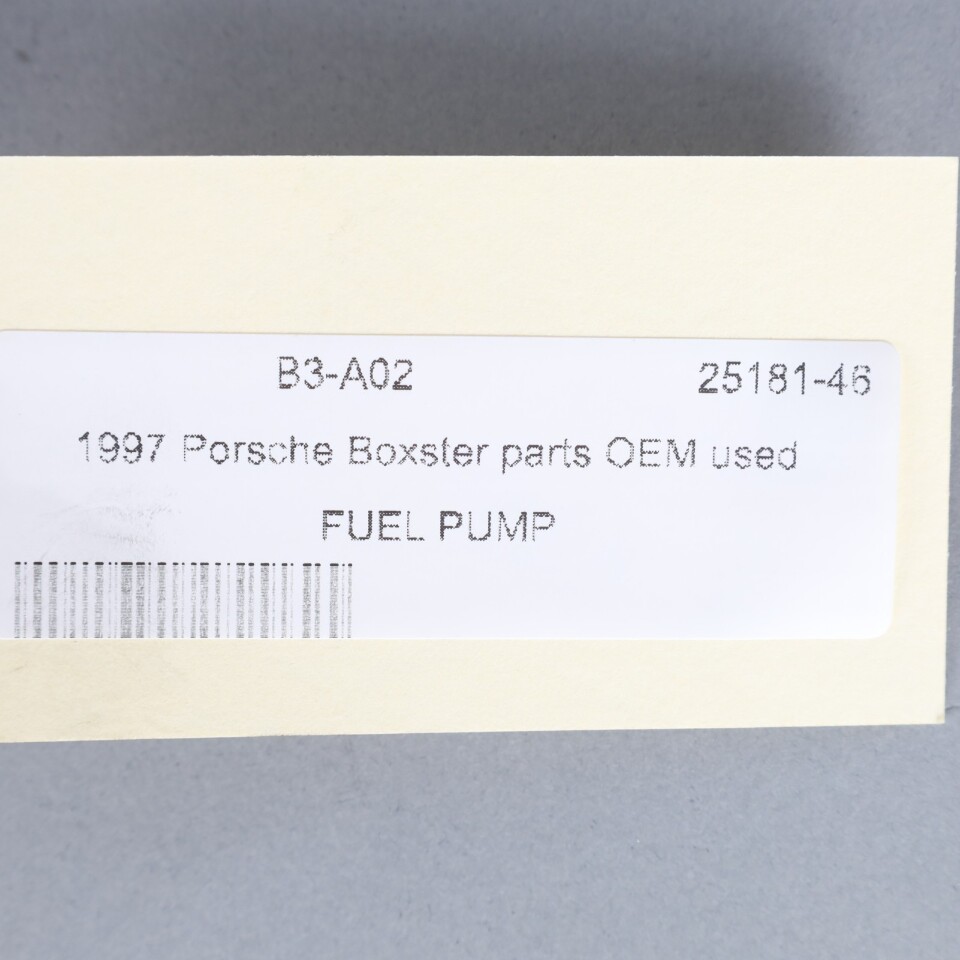 B3-A02 25181-46
1997 Porsche Boxster parts OEM used
FUEL PUMP